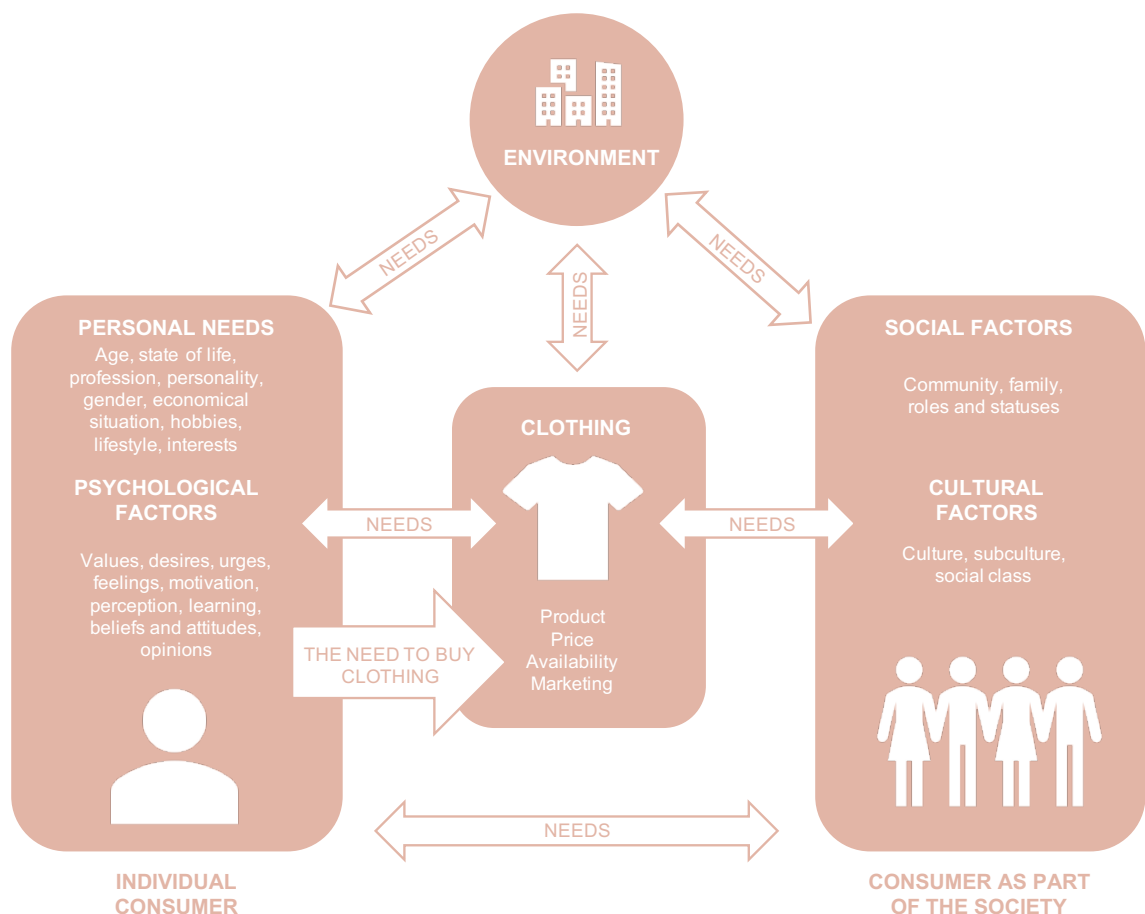 ENVIRONMENT
NEEDS
NEEDS
NEEDS
PERSONAL NEEDS
Age, state of life,
profession, personality,
gender, economical
situation, hobbies,
lifestyle, interests
PSYCHOLOGICAL
FACTORS
Values, desires, urges,
feelings, motivation,
perception, learning,
beliefs and attitudes,
opinions
NEEDS
THE NEED TO BUY
CLOTHING
CLOTHING
Product
Price
Availability
Marketing
NEEDS
SOCIAL FACTORS
Community, family,
roles and statuses
CULTURAL
FACTORS
Culture, subculture,
social class
NEEDS
INDIVIDUAL
CONSUMER
CONSUMER AS PART
OF THE SOCIETY